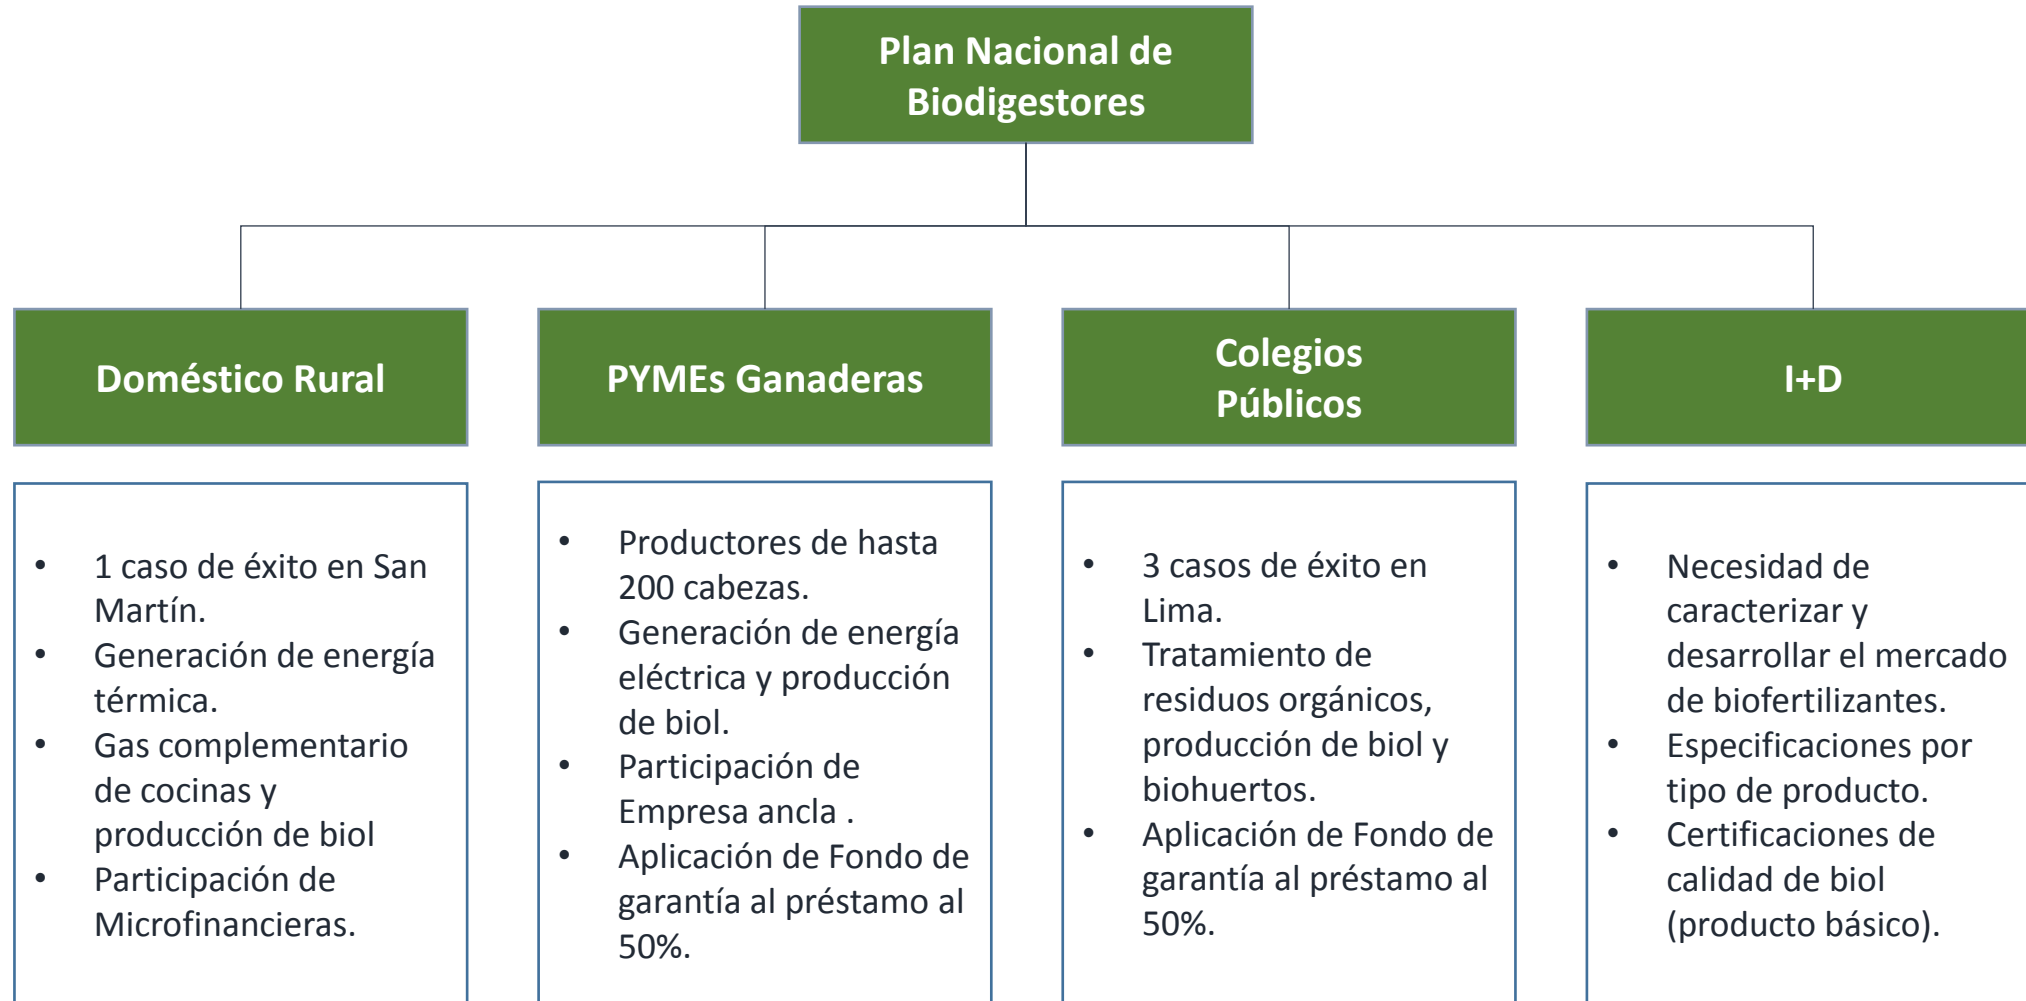 Plan Nacional de
Biodigestores
Doméstico Rural
PYMEs Ganaderas
Colegios
Públicos
I+D
• 1 caso de éxito en San
Martín.
• Generación de energía
térmica.
• Gas complementario
de cocinas y
producción de biol
• Participación de
Microfinancieras.
• Productores de hasta
200 cabezas.
• Generación de energía
eléctrica y producción
de biol.
• Participación de
Empresa ancla .
• Aplicación de Fondo de
garantía al préstamo al
50%.
• 3 casos de éxito en
Lima.
• Tratamiento de
residuos orgánicos,
producción de biol y
biohuertos.
• Aplicación de Fondo de
garantía al préstamo al
50%.
• Necesidad de
caracterizar y
desarrollar el mercado
de biofertilizantes.
• Especificaciones por
tipo de producto.
• Certificaciones de
calidad de biol
(producto básico).